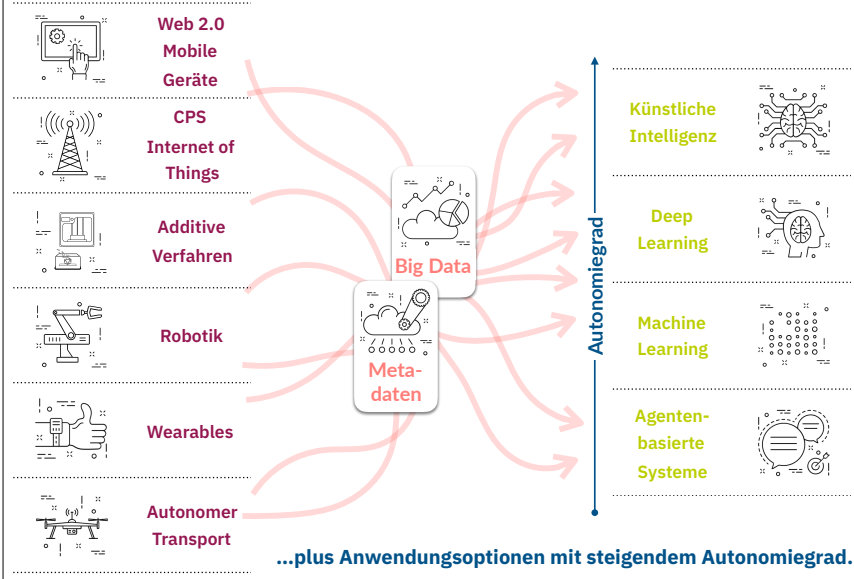 Web 2.0
Mobile
Geräte
CPS
Internet of
Things
Additive
Verfahren
Robotik
Wearables
Autonomer
Transport
Big Data
Meta-
daten
Autonomiegrad
Künstliche
Intelligenz
Deep
Learning
Machine
Learning
Agenten-
basierte
Systeme
...plus Anwendungsoptionen mit steigendem Autonomiegrad.